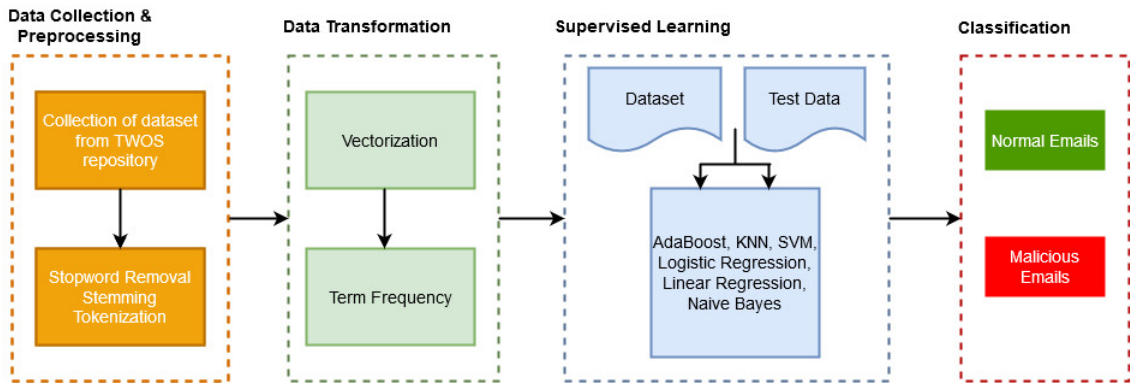 Data Collection &
Preprocessing
Collection of dataset
from TWOS
repository
Stopword Removal
Stemming
Tokenization
Data Transformation
Vectorization
Term Frequency
Supervised Learning
Dataset
Test Data
AdaBoost, KNN, SVM,
Logistic Regression,
Linear Regression,
Naive Bayes
Classification
Normal Emails
Malicious
Emails